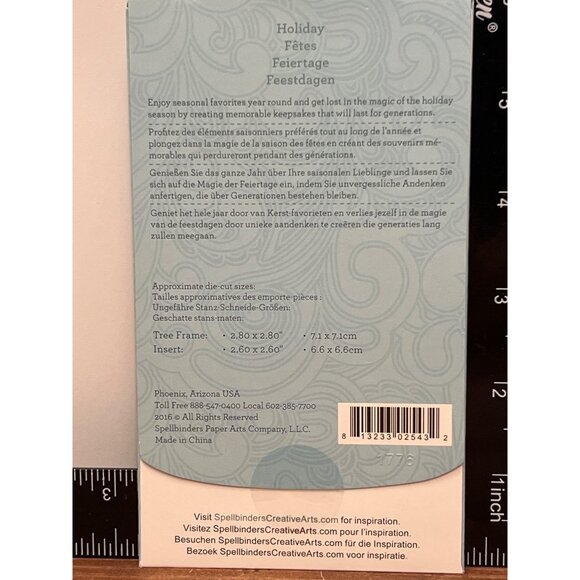 Holiday
Fêtes
Feiertage
Feestdagen
Enjoy seasonal favorites year round and get lost in the magic of the holiday
season by creating memorable keepsakes that will last for generations.
Profitez des éléments saisonniers préférés tout au long de l'année et
plongez dans la magie de la saison des fêtes en créant des souvenirs mé-
morables qui perdureront pendant des générations.
Genießen Sie das ganze Jahr über Ihre saisonalen Lieblinge und lassen Sie
sich auf die Magie der Feiertage ein, indem Sie unvergessliche Andenken
anfertigen, die über Generationen bestehen bleiben.
Geniet het hele jaar door van Kerst-favorieten en verlies jezelf in de magie
van de feestdagen door unieke aandenken te creëren die generaties lang
zullen meegaan.
Approximate die-cut sizes:
Tailles approximatives des emporte-pièces :
Ungefähre Stanz-Schneide-Größen:
Geschatte stans-maten:
Tree Frame: • 2.80 x 2.80" • 7.1 x 7.1cm
Insert: • 2.60 x 2.60" • 6.6 x 6.6cm
Phoenix, Arizona USA
Toll Free 888-547-0400 Local 602-385-7700
2016 © All Rights Reserved
Spellbinders Paper Arts Company, L.L.C.
Made in China
8 13233 02543 2
1776
Visit SpellbindersCreativeArts.com for inspiration.
Visitez SpellbindersCreativeArts.com pour l'inspiration.
Besuchen SpellbindersCreativeArts.com für die Inspiration.
Bezoek SpellbindersCreativeArts.com voor inspiratie.
3
5
4
3
2
1inch